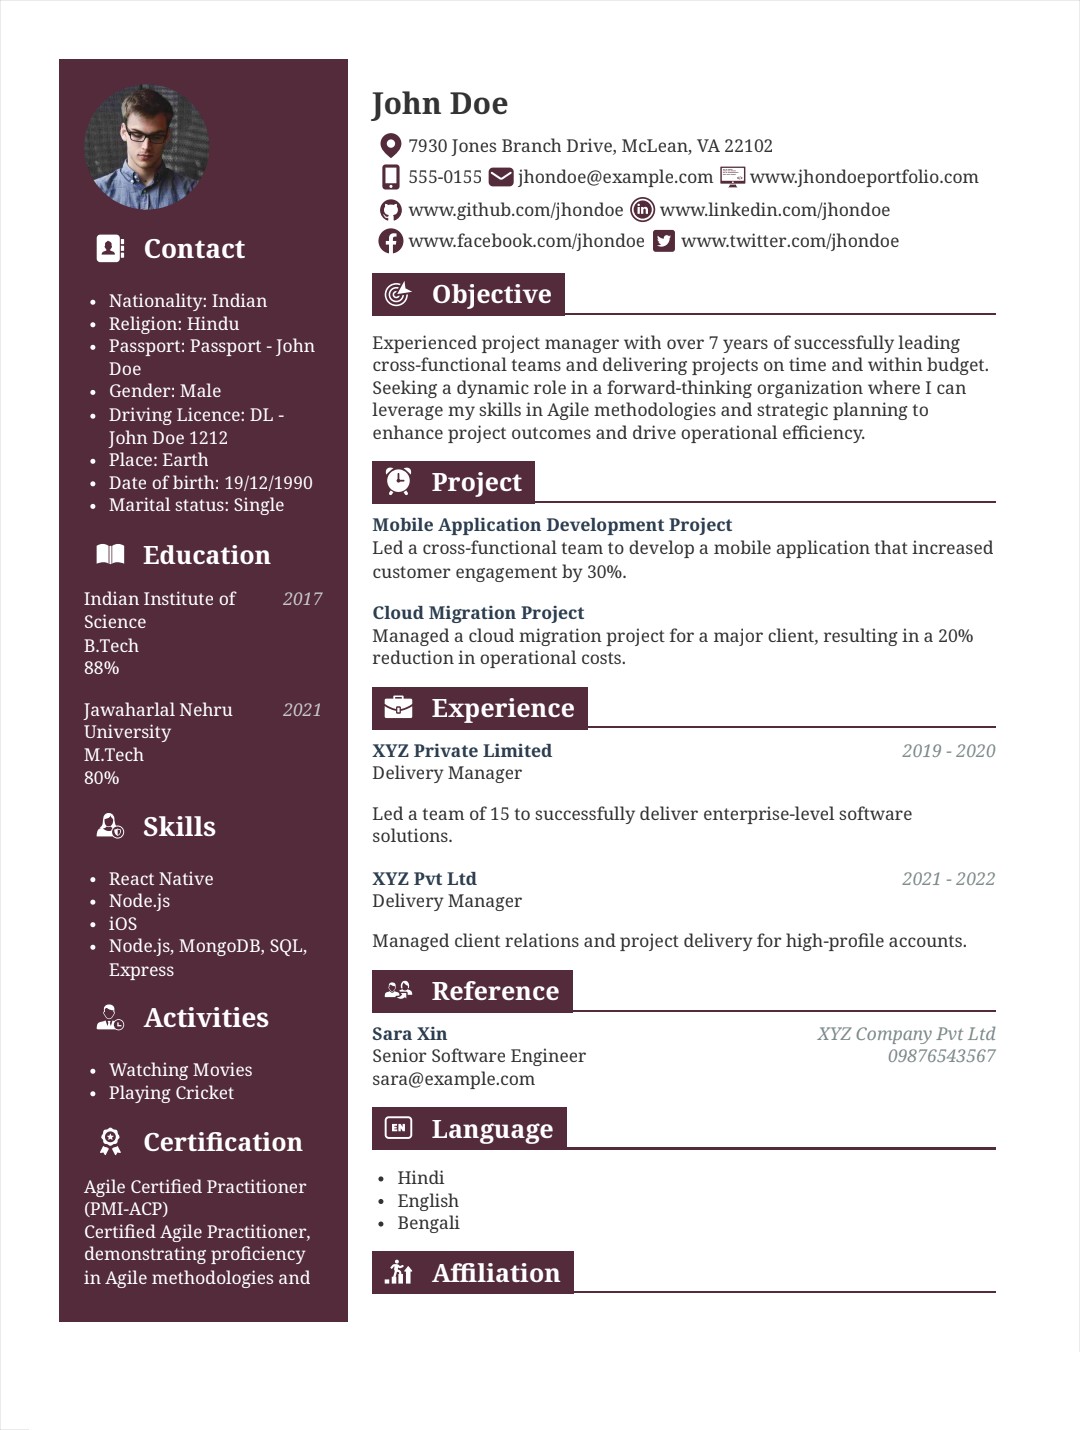 Contact
• Nationality: Indian
• Religion: Hindu
• Passport: Passport - John
Doe
• Gender: Male
• Driving Licence: DL -
John Doe 1212
• Place: Earth
• Date of birth: 19/12/1990
• Marital status: Single
Education
Indian Institute of 2017
Science
B.Tech
88%
Jawaharlal Nehru 2021
University
M.Tech
80%
Skills
• React Native
• Node.js
• iOS
• Node.js, MongoDB, SQL,
Express
Activities
• Watching Movies
• Playing Cricket
Certification
Agile Certified Practitioner
(PMI-ACP)
Certified Agile Practitioner,
demonstrating proficiency
in Agile methodologies and
John Doe
7930 Jones Branch Drive, McLean, VA 22102
555-0155 jhondoe@example.com www.jhondoeportfolio.com
www.github.com/jhondoe www.linkedin.com/jhondoe
www.facebook.com/jhondoe www.twitter.com/jhondoe
Objective
Experienced project manager with over 7 years of successfully leading
cross-functional teams and delivering projects on time and within budget.
Seeking a dynamic role in a forward-thinking organization where I can
leverage my skills in Agile methodologies and strategic planning to
enhance project outcomes and drive operational efficiency.
Project
Mobile Application Development Project
Led a cross-functional team to develop a mobile application that increased
customer engagement by 30%.
Cloud Migration Project
Managed a cloud migration project for a major client, resulting in a 20%
reduction in operational costs.
Experience
XYZ Private Limited 2019 - 2020
Delivery Manager
Led a team of 15 to successfully deliver enterprise-level software
solutions.
XYZ Pvt Ltd 2021 - 2022
Delivery Manager
Managed client relations and project delivery for high-profile accounts.
Reference
Sara Xin XYZ Company Pvt Ltd
Senior Software Engineer 09876543567
sara@example.com
EN Language
• Hindi
• English
• Bengali
Affiliation